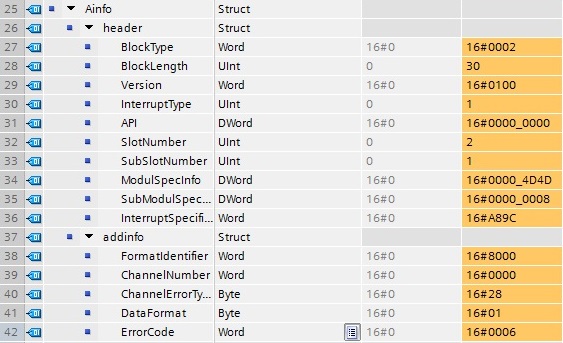 25 Ainfo Struct
26 header Struct
27 BlockType Word 16#0 16#0002
28 BlockLength UInt 0 30
29 Version Word 16#0 16#0100
30 InterruptType UInt 0 1
31 API DWord 16#0 16#0000_0000
32 SlotNumber UInt 0 2
33 SubSlotNumber UInt 0 1
34 ModulSpecInfo DWord 16#0 16#0000_4D4D
35 SubModulSpec... DWord 16#0 16#0000_0008
36 InterruptSpecifi... Word 16#0 16#A89C
37 addinfo Struct
38 FormatIdentifier Word 16#0 16#8000
39 ChannelNumber Word 16#0 16#0000
40 ChannelErrorTy... Byte 16#0 16#28
41 DataFormat Byte 16#0 16#01
42 ErrorCode Word 16#0 16#0006